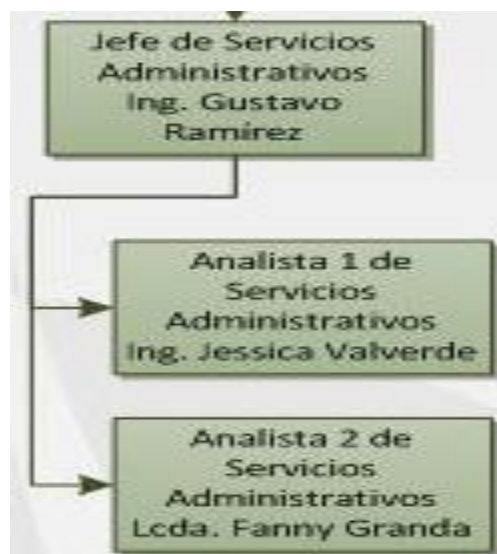 Jefe de Servicios
Administrativos
Ing. Gustavo
Ramírez
Analista 1 de
Servicios
Administrativos
Ing. Jessica Valverde
Analista 2 de
Servicios
Administrativos
Lcda. Fanny Granda